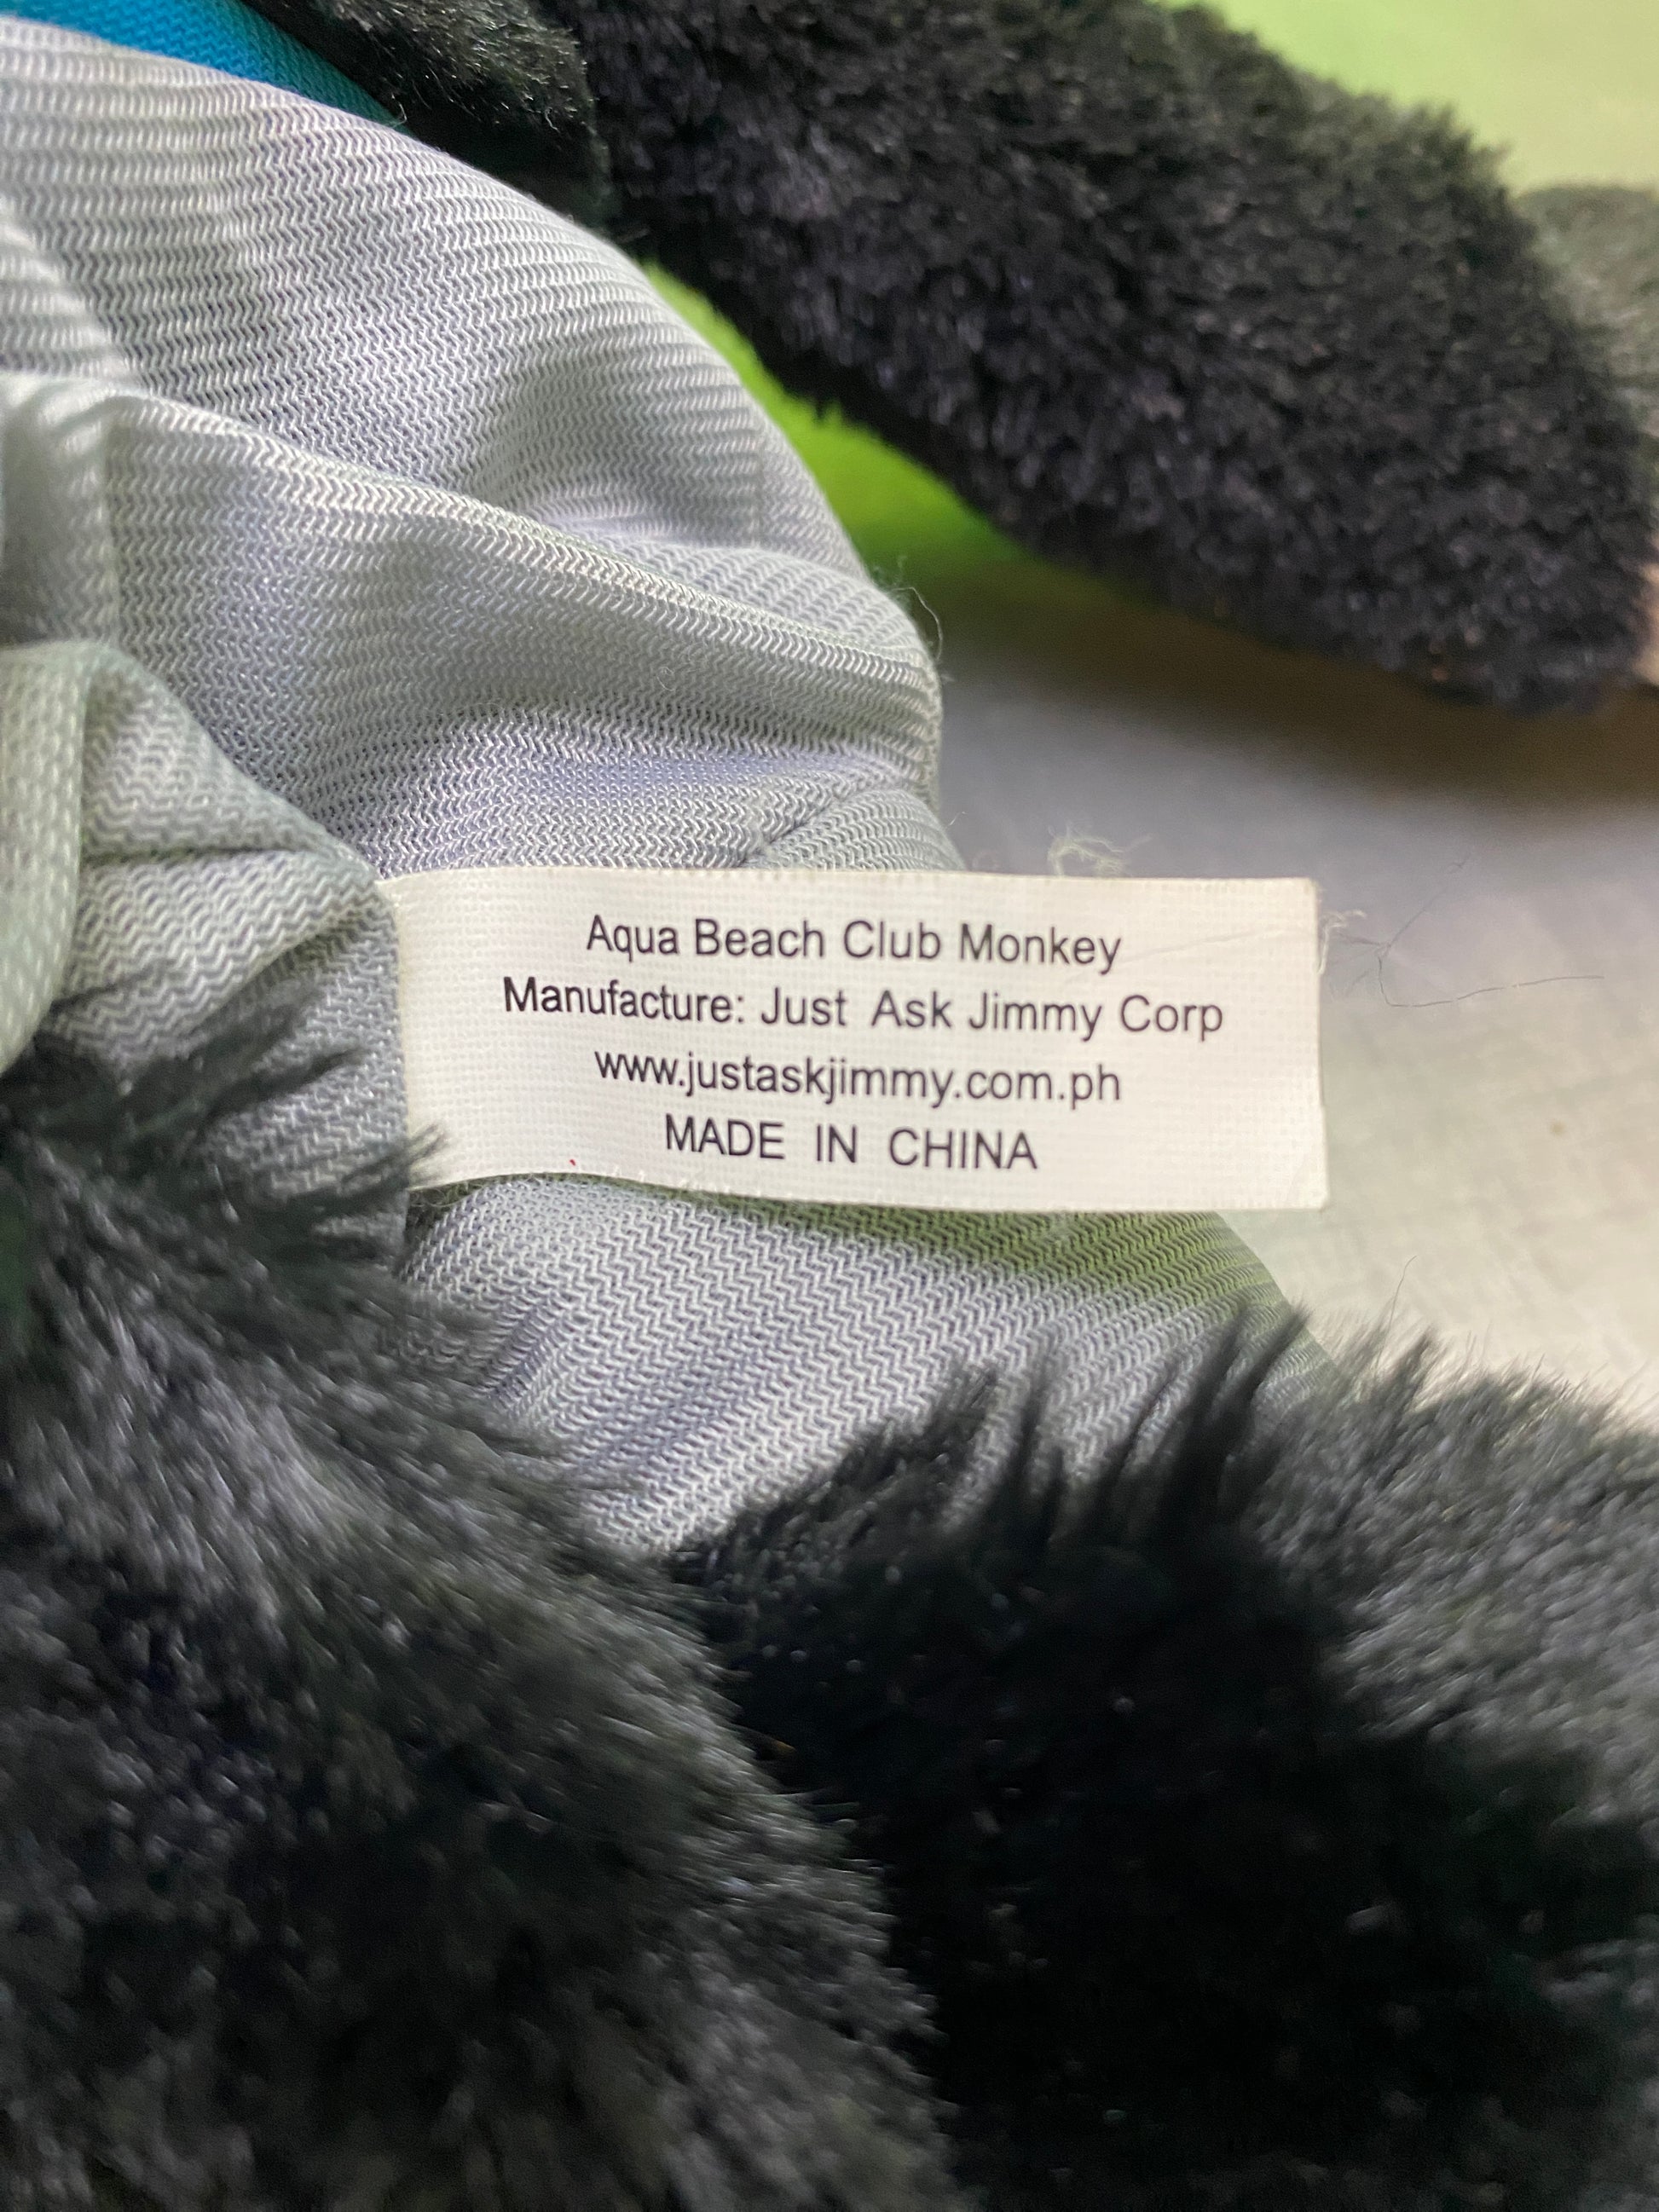 Aqua Beach Club Monkey
Manufacture: Just Ask Jimmy Corp
www.justaskjimmy.com.ph
MADE IN CHINA